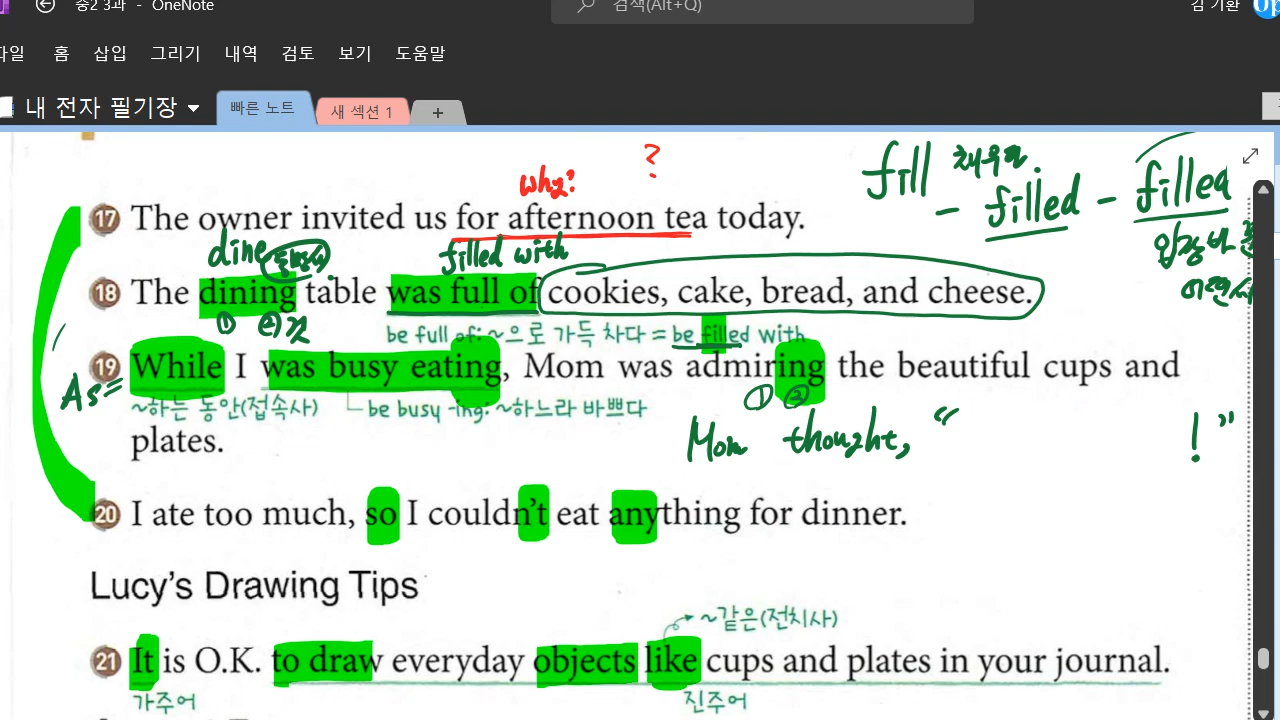 중2 3과 - OneNote
검색(Alt+Q)
김 기환
파일 홈 삽입 그리기 내역 검토 보기 도움말
내 전자 필기장
빠른 노트
새 섹션 1
+
why?
?
fill 채우다. - filled - filled
⑰ The owner invited us for afternoon tea today.
dine
filled with
⑱ The dining table was full of cookies, cake, bread, and cheese.
be full of: ~으로 가득 차다 = be filled with
⑲ While I was busy eating, Mom was admiring the beautiful cups and
As =
~하는 동안(접속사)
be busy -ing: ~하느라 바쁘다
① ②
plates.
Mom thought, “ ! ”
⑳ I ate too much, so I couldn't eat anything for dinner.
Lucy's Drawing Tips
~같은(전치사)
㉑ It is O.K. to draw everyday objects like cups and plates in your journal.
가주어
진주어